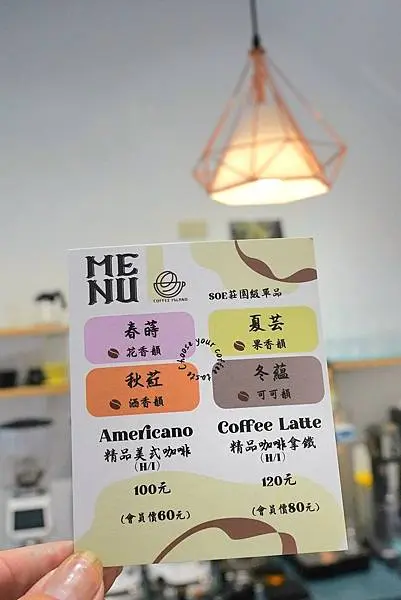 MENU
COFFEE ISLAND
SOE莊園級單品
春蒔
花香韻
夏芸
果香韻
Choose your coffee taste
秋葒
酒香韻
冬蘊
可可韻
Americano
精品美式咖啡
(H/I)
100元
(會員價60元)
Coffee Latte
精品咖啡拿鐵
(H/I)
120元
(會員價80元)